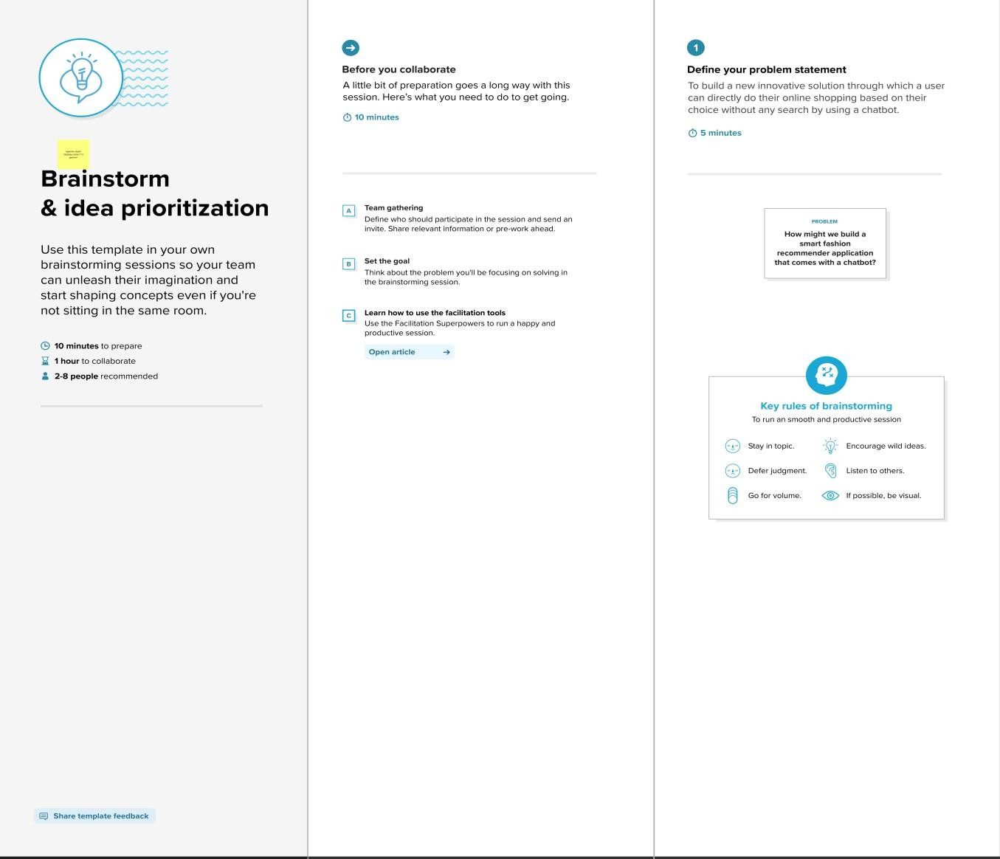 Brainstorm
& idea prioritization
Use this template in your own
brainstorming sessions so your team
can unleash their imagination and
start shaping concepts even if you're
not sitting in the same room.
10 minutes to prepare
1 hour to collaborate
2-8 people recommended
Share template feedback
Before you collaborate
A little bit of preparation goes a long way with this
session. Here's what you need to do to get going.
10 minutes
A
Team gathering
Define who should participate in the session and send an
invite. Share relevant information or pre-work ahead.
B
Set the goal
Think about the problem you'll be focusing on solving in
the brainstorming session.
C
Learn how to use the facilitation tools
Use the Facilitation Superpowers to run a happy and
productive session.
Open article
1
Define your problem statement
To build a new innovative solution through which a user
can directly do their online shopping based on their
choice without any search by using a chatbot.
5 minutes
PROBLEM
How might we build a
smart fashion
recommender application
that comes with a chatbot?
Key rules of brainstorming
To run an smooth and productive session
Stay in topic.
Encourage wild ideas.
Defer judgment.
Listen to others.
Go for volume.
If possible, be visual.